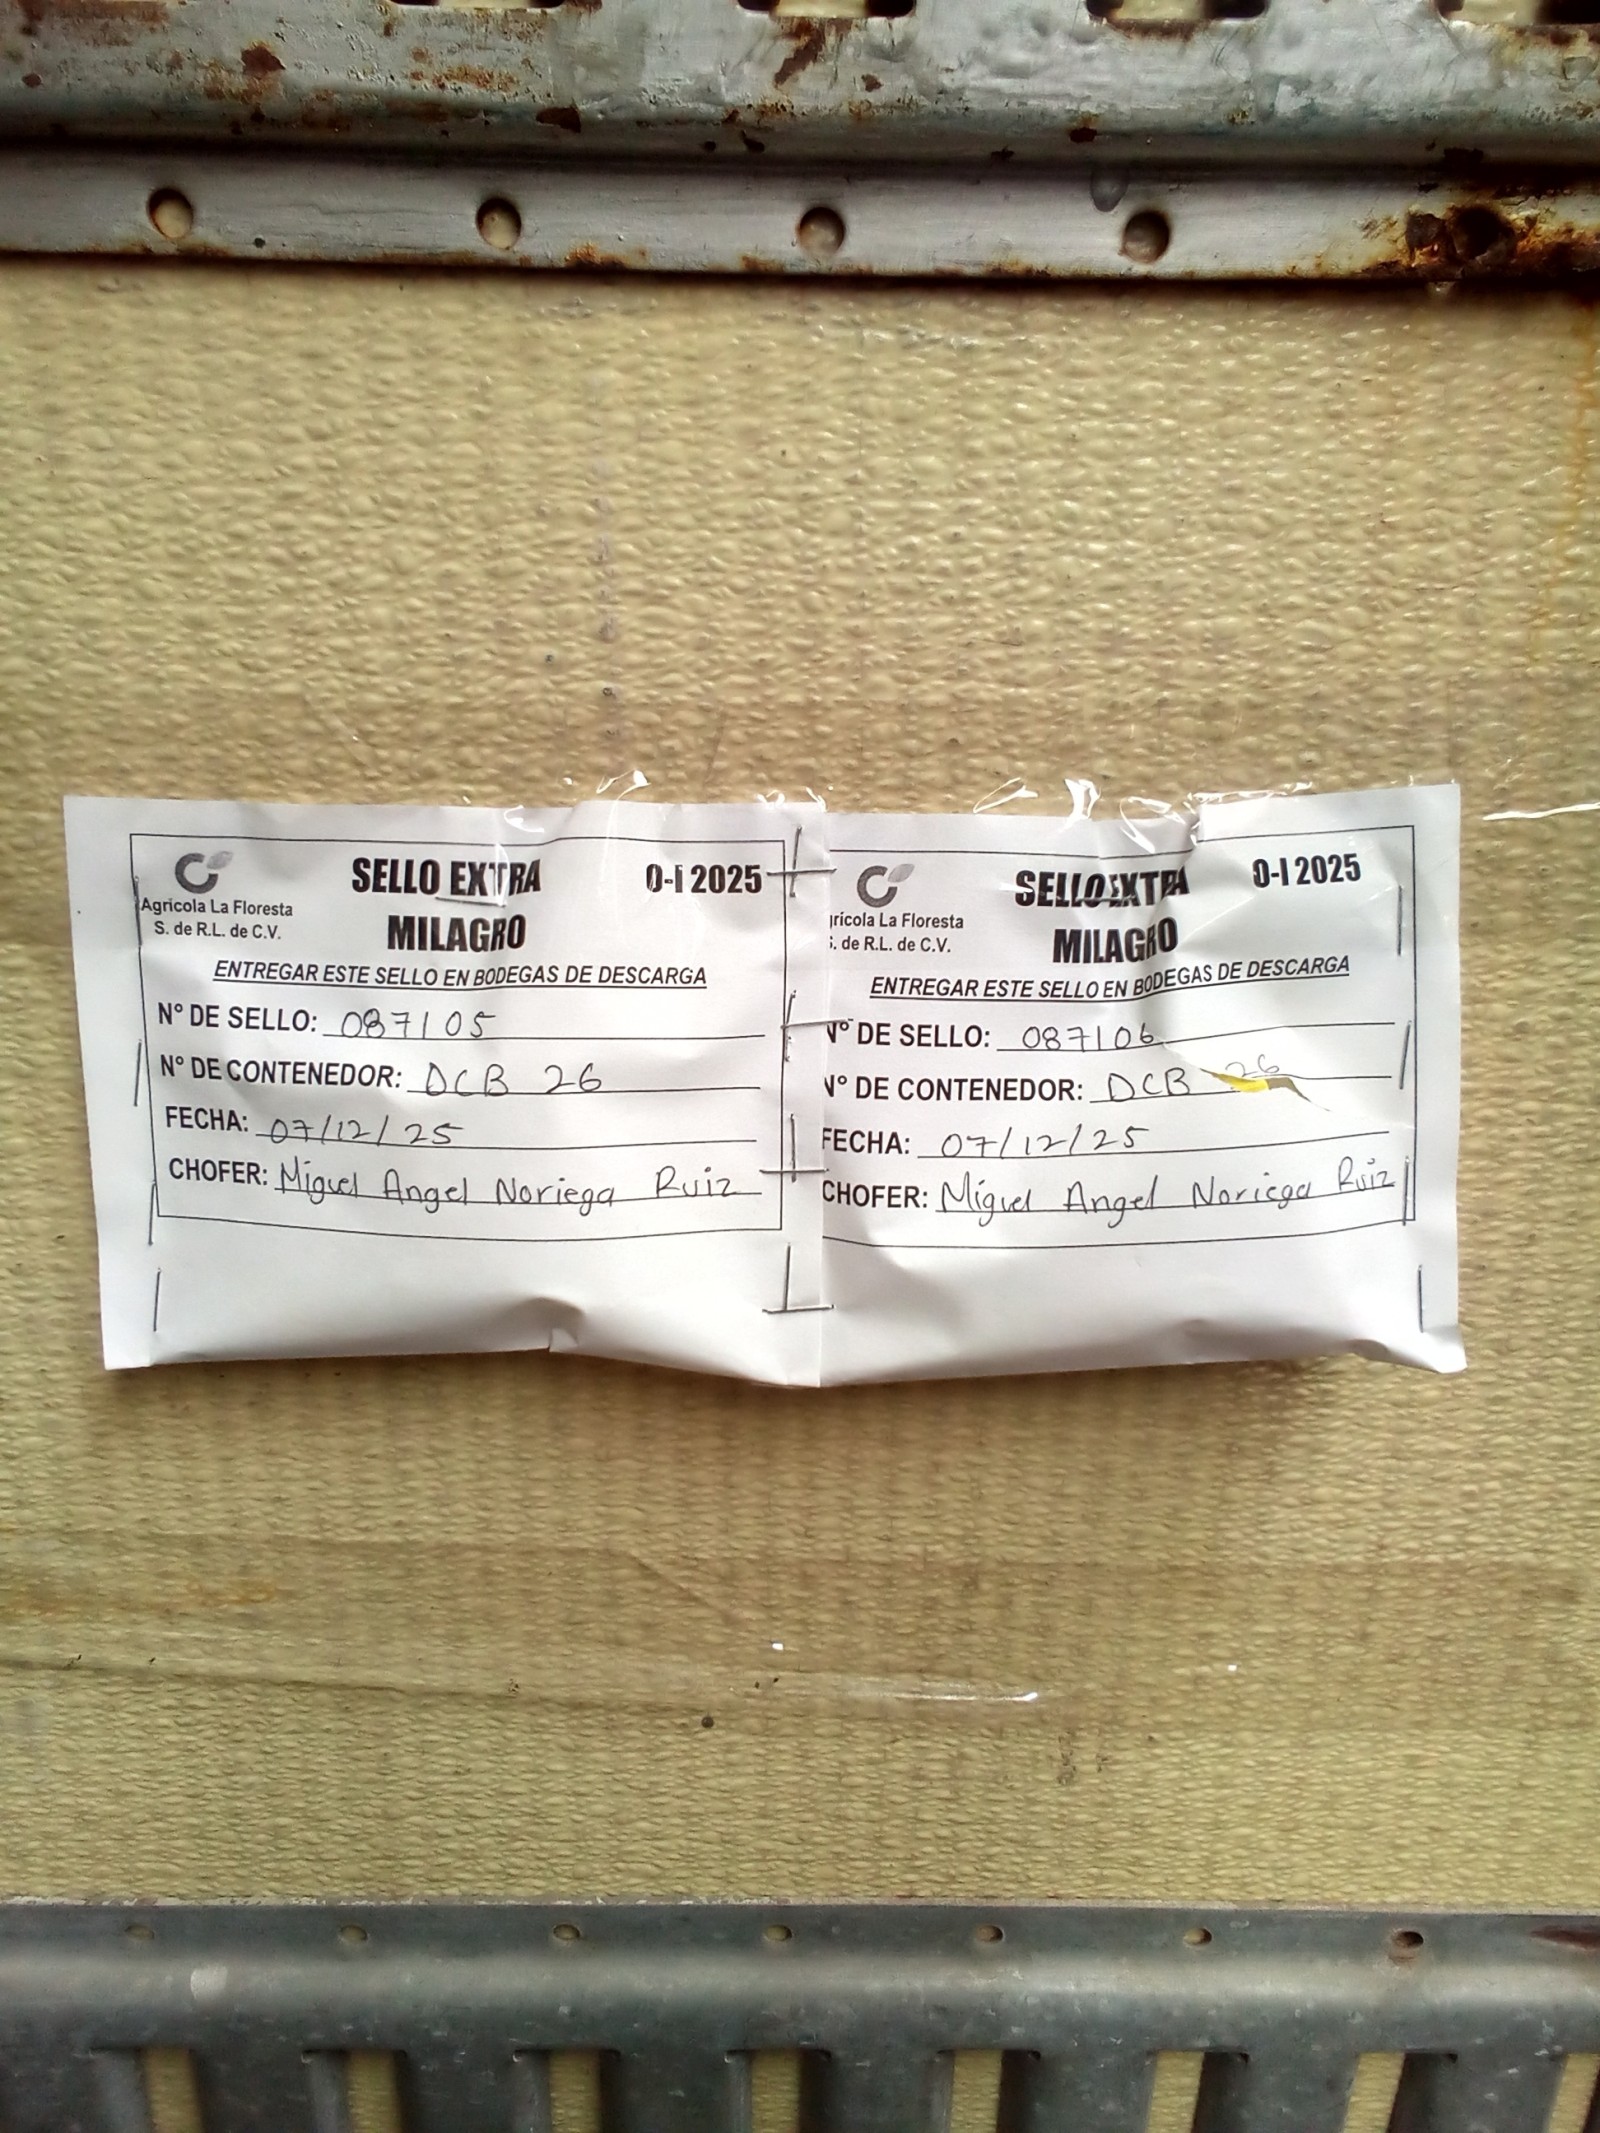 SELLO EXTRA
O-I 2025
MILAGRO
Agrícola La Floresta
S. de R.L. de C.V.
ENTREGAR ESTE SELLO EN BODEGAS DE DESCARGA
N° DE SELLO: 087105
N° DE CONTENEDOR: DCB 26
FECHA: 07/12/25
CHOFER: Miguel Angel Noriega Ruiz
SELLO EXTRA
O-I 2025
MILAGRO
grícola La Floresta
S. de R.L. de C.V.
ENTREGAR ESTE SELLO EN BODEGAS DE DESCARGA
N° DE SELLO: 087106
N° DE CONTENEDOR: DCB 26
FECHA: 07/12/25
CHOFER: Miguel Angel Noriega Ruiz